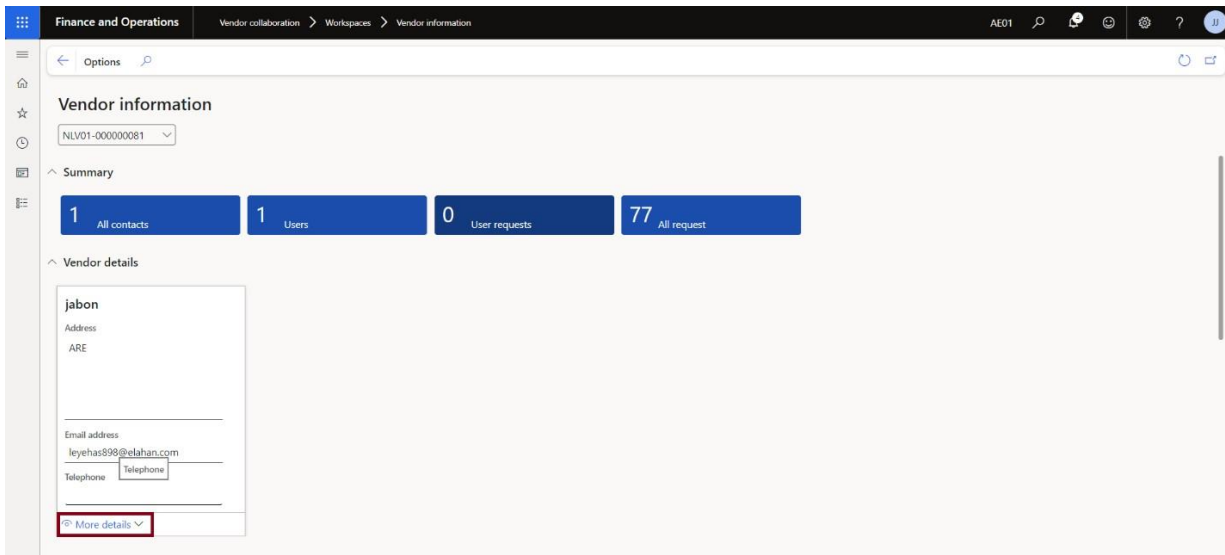 Finance and Operations Vendor collaboration > Workspaces > Vendor information AE01 4 ? JJ
Options
Vendor information
NLV01-000000081
Summary
1 All contacts 1 Users 0 User requests 77 All request
Vendor details
jabon
Address
ARE
Email address
leyehas898@elahan.com
Telephone Telephone
More details